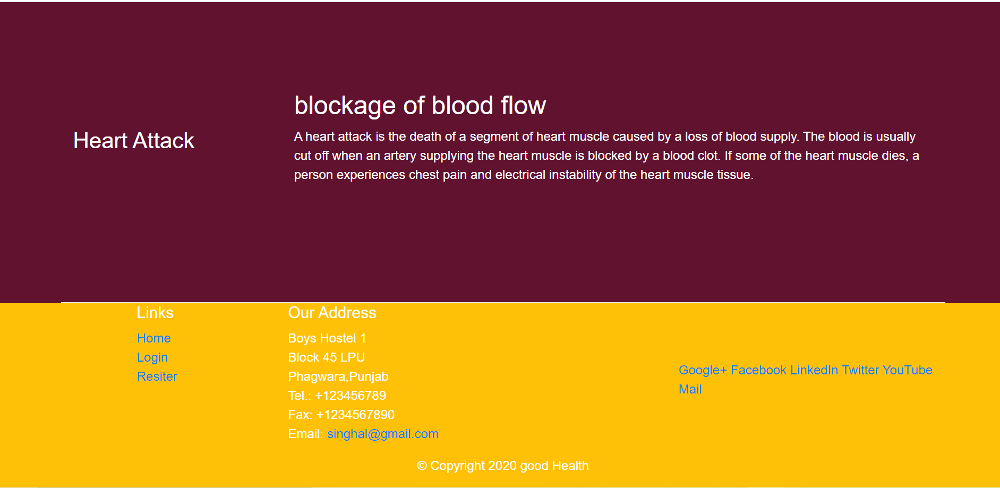 Heart Attack
blockage of blood flow
A heart attack is the death of a segment of heart muscle caused by a loss of blood supply. The blood is usually
cut off when an artery supplying the heart muscle is blocked by a blood clot. If some of the heart muscle dies, a
person experiences chest pain and electrical instability of the heart muscle tissue.
Links
Home
Login
Resiter
Our Address
Boys Hostel 1
Block 45 LPU
Phagwara,Punjab
Tel.: +123456789
Fax: +1234567890
Email: singhal@gmail.com
Google+ Facebook LinkedIn Twitter YouTube
Mail
© Copyright 2020 good Health